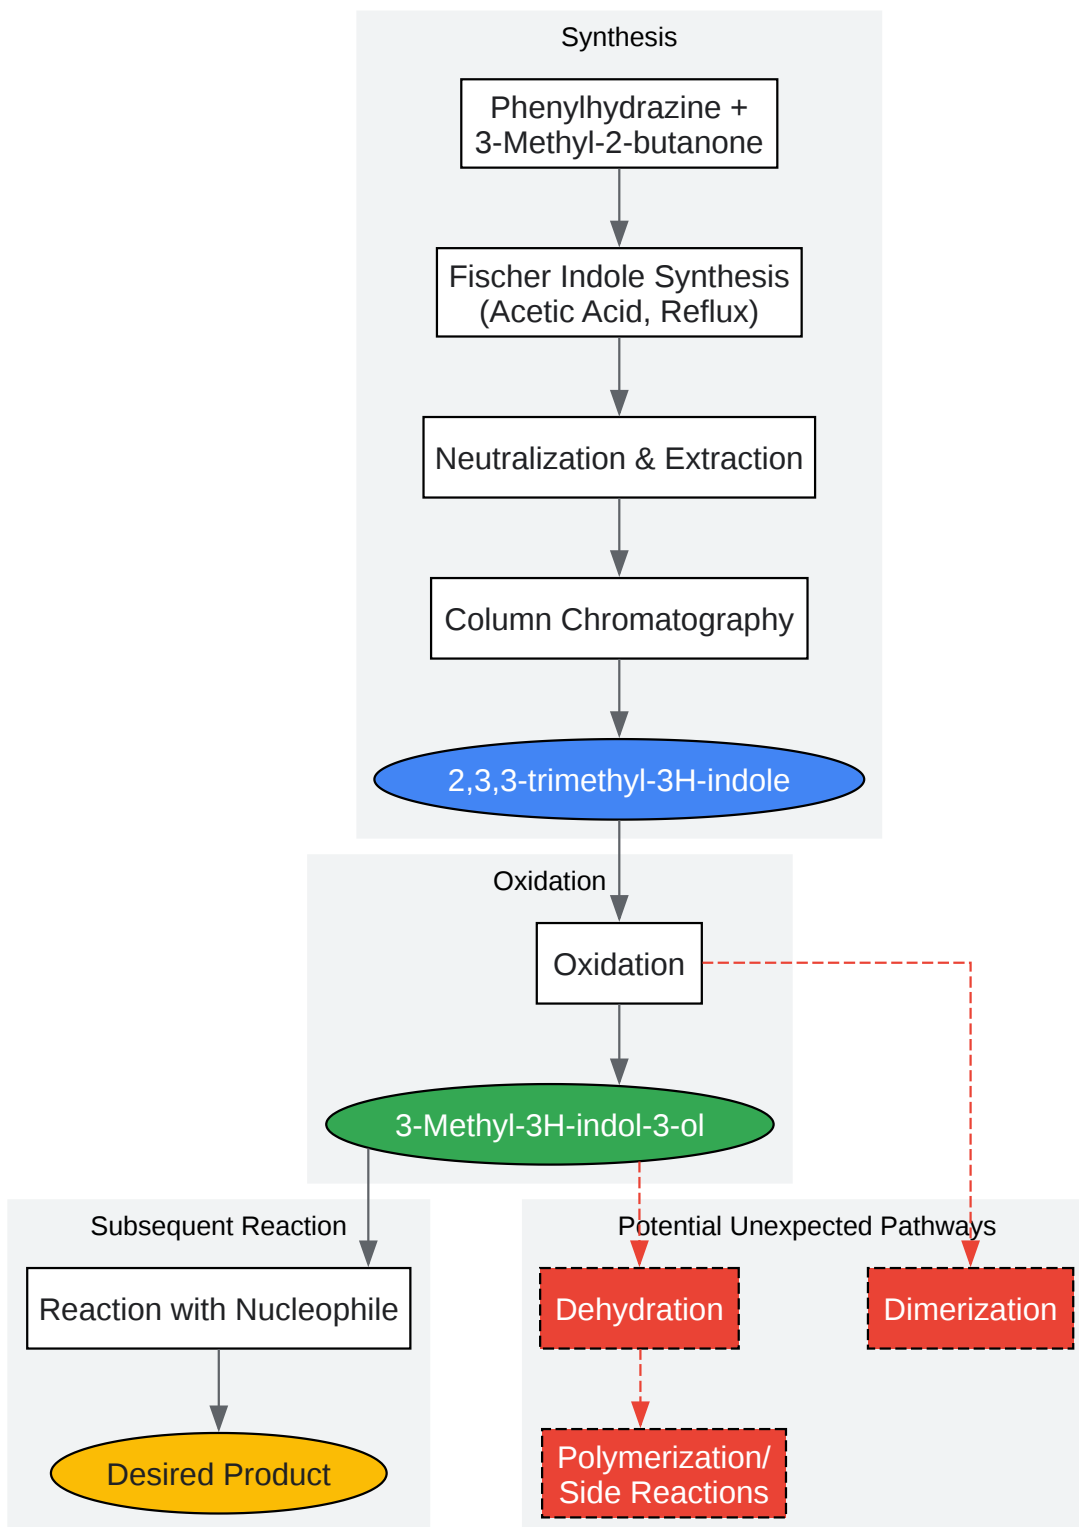 Synthesis
Phenylhydrazine +
3-Methyl-2-butanone
Fischer Indole Synthesis
(Acetic Acid, Reflux)
Neutralization & Extraction
Column Chromatography
2,3,3-trimethyl-3H-indole
Oxidation
Oxidation
3-Methyl-3H-indol-3-ol
Subsequent Reaction
Reaction with Nucleophile
Desired Product
Potential Unexpected Pathways
Dehydration
Dimerization
Polymerization/
Side Reactions